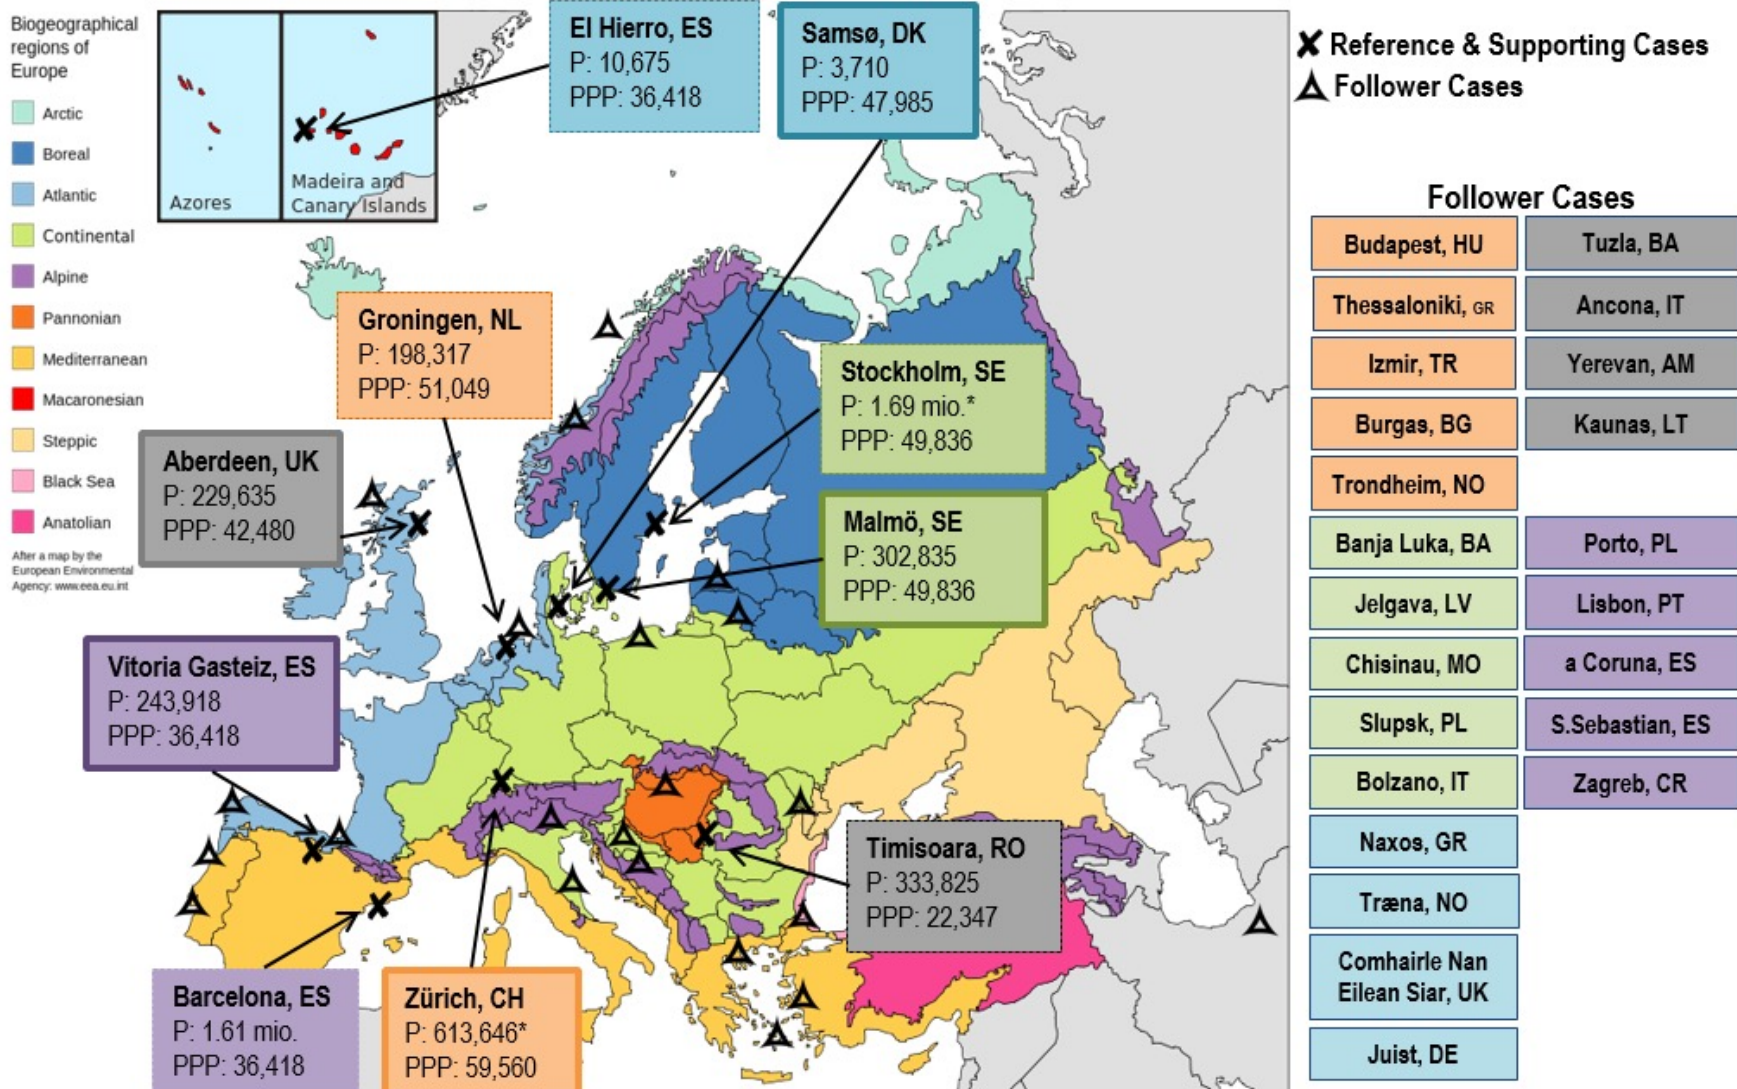 Biogeographical
regions of
Europe
Arctic
Boreal
Atlantic
Continental
Alpine
Pannonian
Mediterranean
Macaronesian
Steppic
Black Sea
Anatolian
After a map by the
European Environmental
Agency: www.eea.eu.int
Azores
Madeira and
Canary Islands
El Hierro, ES
P: 10,675
PPP: 36,418
Samsø, DK
P: 3,710
PPP: 47,985
Groningen, NL
P: 198,317
PPP: 51,049
Stockholm, SE
P: 1.69 mio.*
PPP: 49,836
Aberdeen, UK
P: 229,635
PPP: 42,480
Malmö, SE
P: 302,835
PPP: 49,836
Vitoria Gasteiz, ES
P: 243,918
PPP: 36,418
Timisoara, RO
P: 333,825
PPP: 22,347
Barcelona, ES
P: 1.61 mio.
PPP: 36,418
Zürich, CH
P: 613,646*
PPP: 59,560
Reference & Supporting Cases
Follower Cases
Follower Cases
Budapest, HU
Tuzla, BA
Thessaloniki, GR
Ancona, IT
Izmir, TR
Yerevan, AM
Burgas, BG
Kaunas, LT
Trondheim, NO
Banja Luka, BA
Porto, PL
Jelgava, LV
Lisbon, PT
Chisinau, MO
a Coruna, ES
Slupsk, PL
S.Sebastian, ES
Bolzano, IT
Zagreb, CR
Naxos, GR
Træna, NO
Comhairle Nan
Eilean Siar, UK
Juist, DE